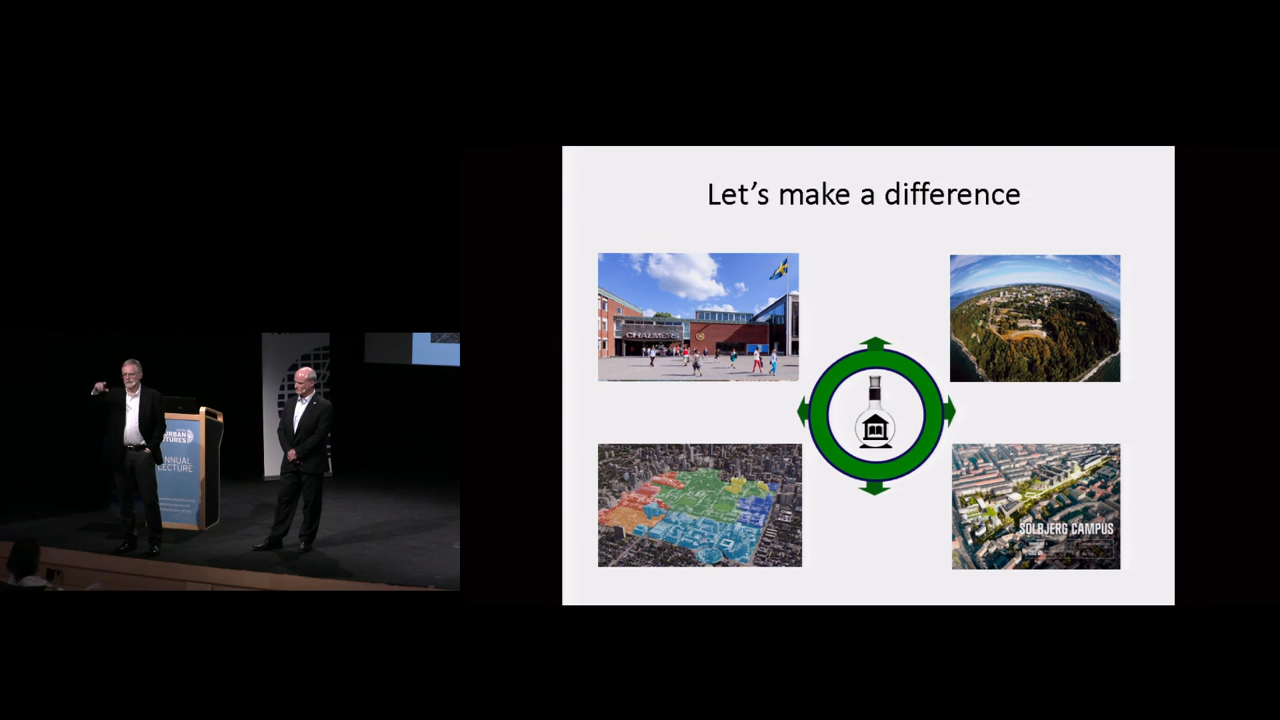 URBAN
FUTURES
ANNUAL
LECTURE
Let's make a difference
CHALMERS
SOLBJERG CAMPUS